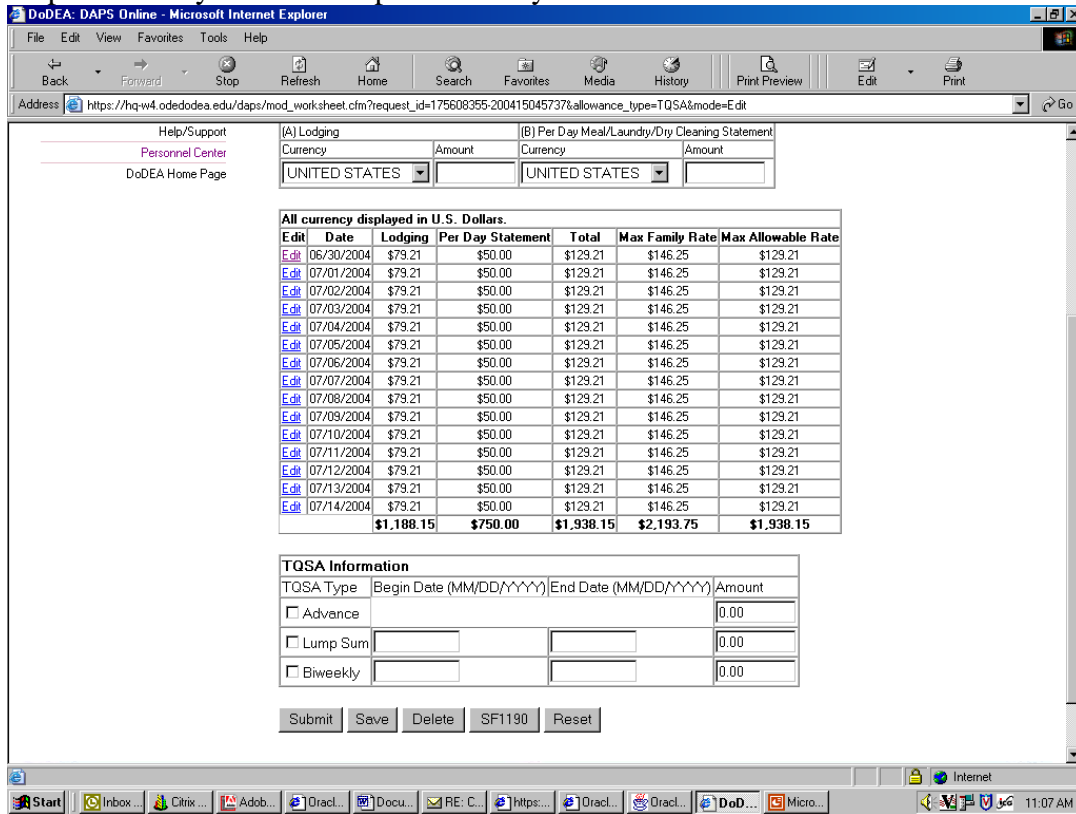 DoDEA: DAPS Online - Microsoft Internet Explorer
File Edit View Favorites Tools Help
Back Forward Stop Refresh Home Search Favorites Media History Print Preview Edit Print
Address https://hq-w4.odedodea.edu/daps/mod_worksheet.cfm?request_id=175608355-200415045737&allowance_type=TQSA&mode=Edit Go
Help/Support
Personnel Center
DoDEA Home Page
(A) Lodging (B) Per Day Meal/Laundry/Dry Cleaning Statement
Currency Amount Currency Amount
UNITED STATES UNITED STATES
All currency displayed in U.S. Dollars.
Edit Date Lodging Per Day Statement Total Max Family Rate Max Allowable Rate
Edit 06/30/2004 $79.21 $50.00 $129.21 $146.25 $129.21
Edit 07/01/2004 $79.21 $50.00 $129.21 $146.25 $129.21
Edit 07/02/2004 $79.21 $50.00 $129.21 $146.25 $129.21
Edit 07/03/2004 $79.21 $50.00 $129.21 $146.25 $129.21
Edit 07/04/2004 $79.21 $50.00 $129.21 $146.25 $129.21
Edit 07/05/2004 $79.21 $50.00 $129.21 $146.25 $129.21
Edit 07/06/2004 $79.21 $50.00 $129.21 $146.25 $129.21
Edit 07/07/2004 $79.21 $50.00 $129.21 $146.25 $129.21
Edit 07/08/2004 $79.21 $50.00 $129.21 $146.25 $129.21
Edit 07/09/2004 $79.21 $50.00 $129.21 $146.25 $129.21
Edit 07/10/2004 $79.21 $50.00 $129.21 $146.25 $129.21
Edit 07/11/2004 $79.21 $50.00 $129.21 $146.25 $129.21
Edit 07/12/2004 $79.21 $50.00 $129.21 $146.25 $129.21
Edit 07/13/2004 $79.21 $50.00 $129.21 $146.25 $129.21
Edit 07/14/2004 $79.21 $50.00 $129.21 $146.25 $129.21
$1,188.15 $750.00 $1,938.15 $2,193.75 $1,938.15
TQSA Information
TQSA Type Begin Date (MM/DD/YYYY) End Date (MM/DD/YYYY) Amount
Advance 0.00
Lump Sum 0.00
Biweekly 0.00
Submit Save Delete SF1190 Reset
Internet
Start Inbox ... Citrix ... Adob... Oracl... Docu... RE: C... https:... Oracl... Oracl... DoD... Micro... 11:07 AM